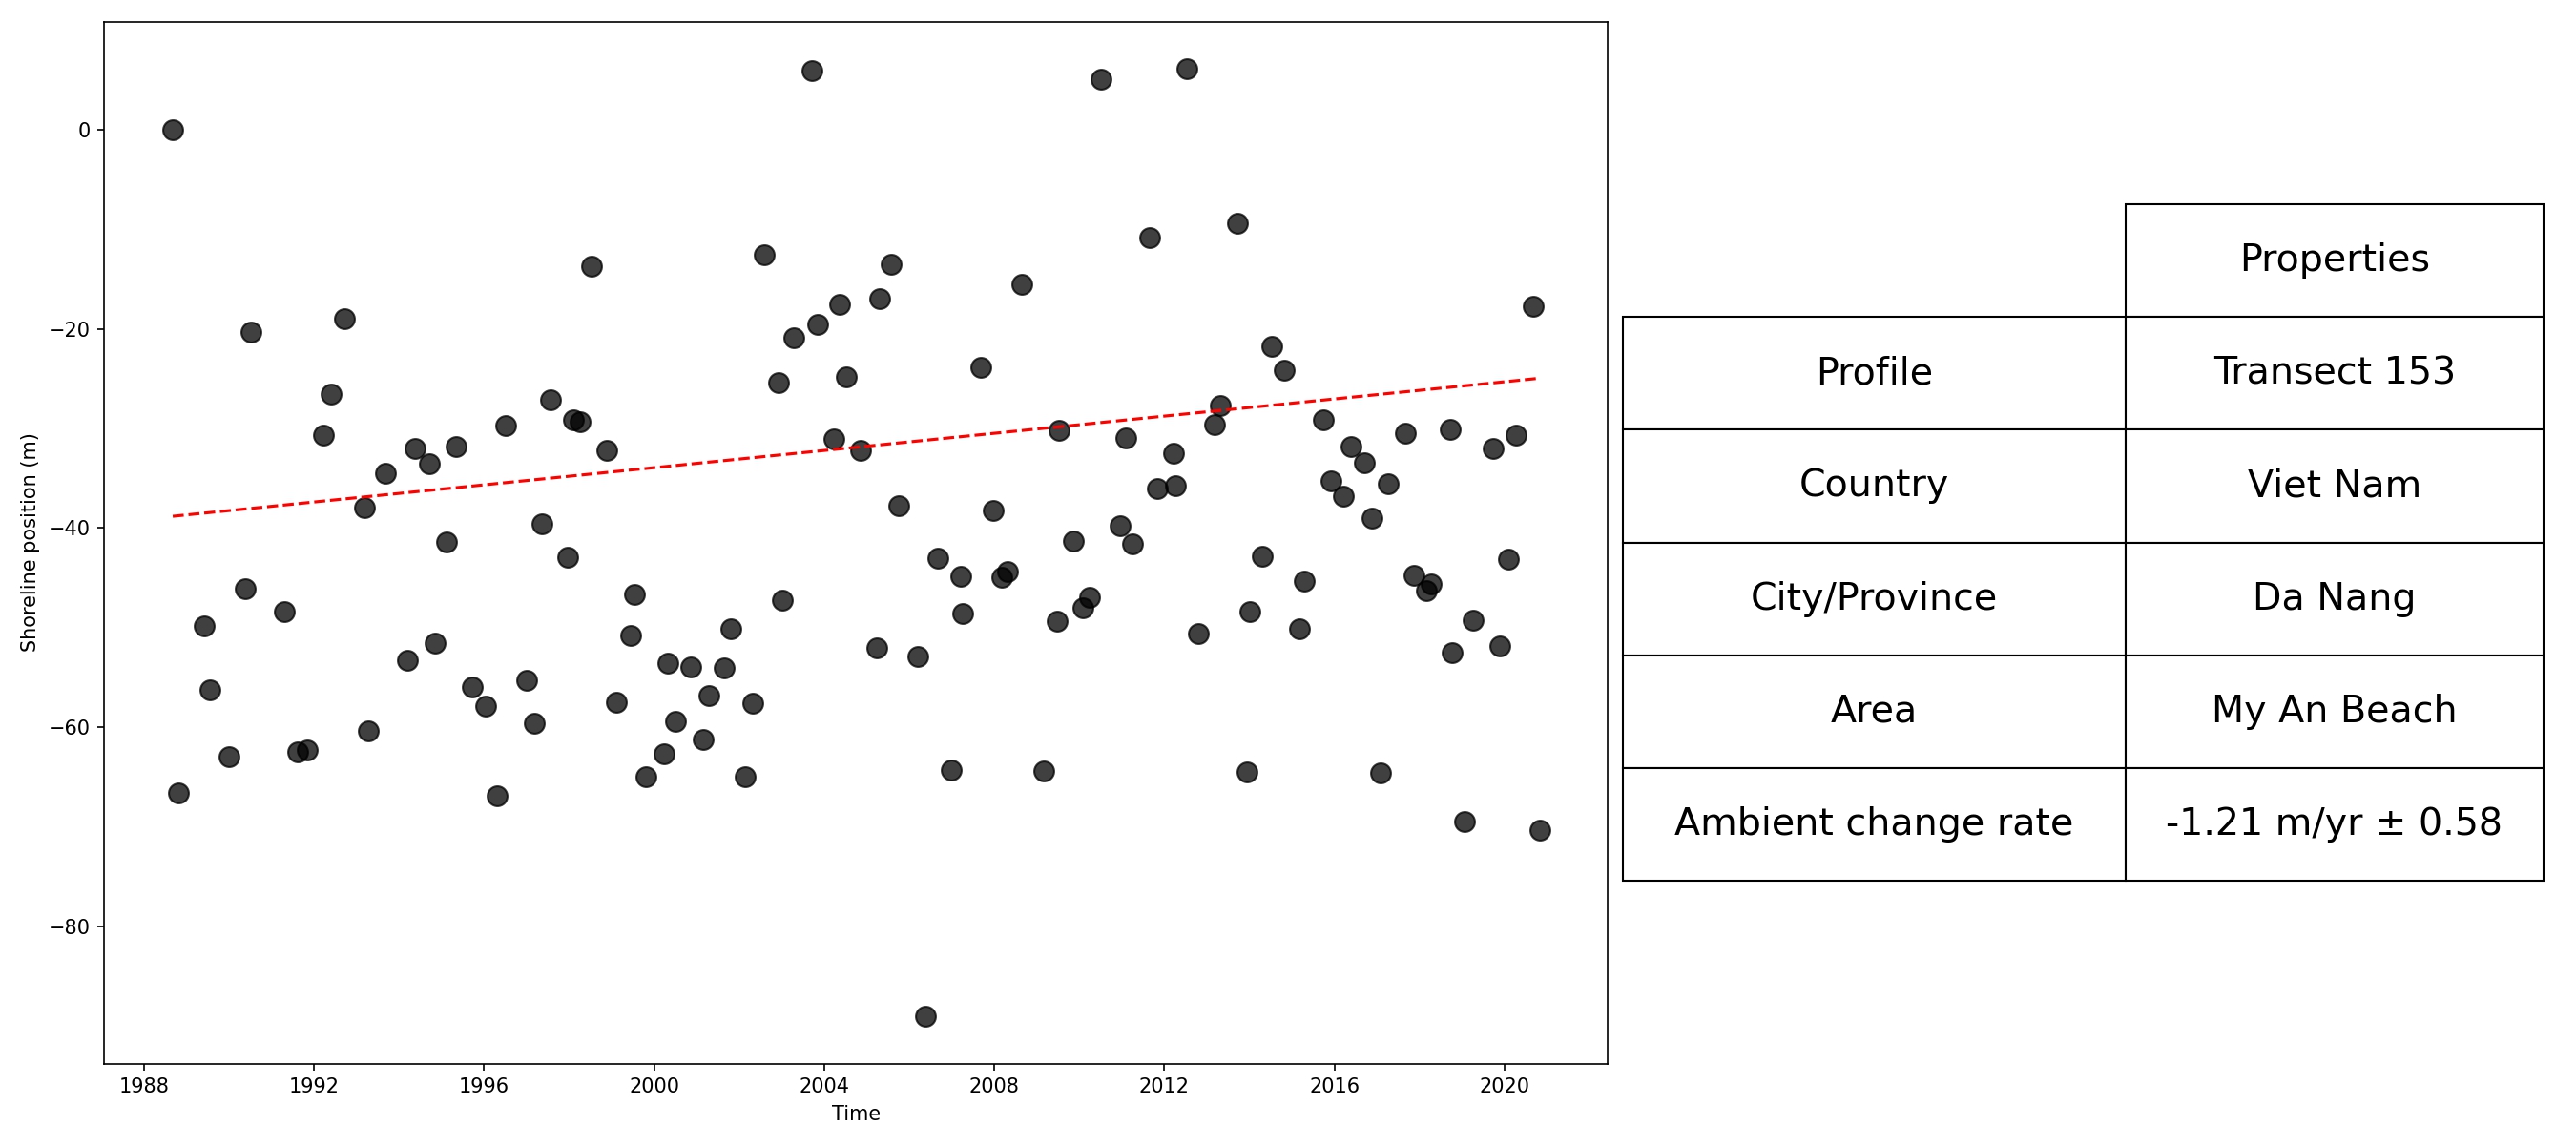 Shoreline position (m)
0
−20
−40
−60
−80
1988 1992 1996 2000 2004 2008 2012 2016 2020
Time
Properties
Profile Transect 153
Country Viet Nam
City/Province Da Nang
Area My An Beach
Ambient change rate -1.21 m/yr ± 0.58